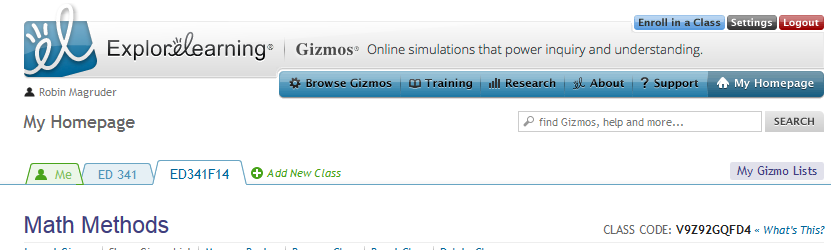 Enroll in a Class Settings Logout
el ExploreLearning® Gizmos® Online simulations that power inquiry and understanding.
Browse Gizmos Training Research About ? Support My Homepage
Robin Magruder
My Homepage
find Gizmos, help and more... SEARCH
Me ED 341 ED341F14 Add New Class My Gizmo Lists
Math Methods CLASS CODE: V9Z92GQFD4 « What's This?